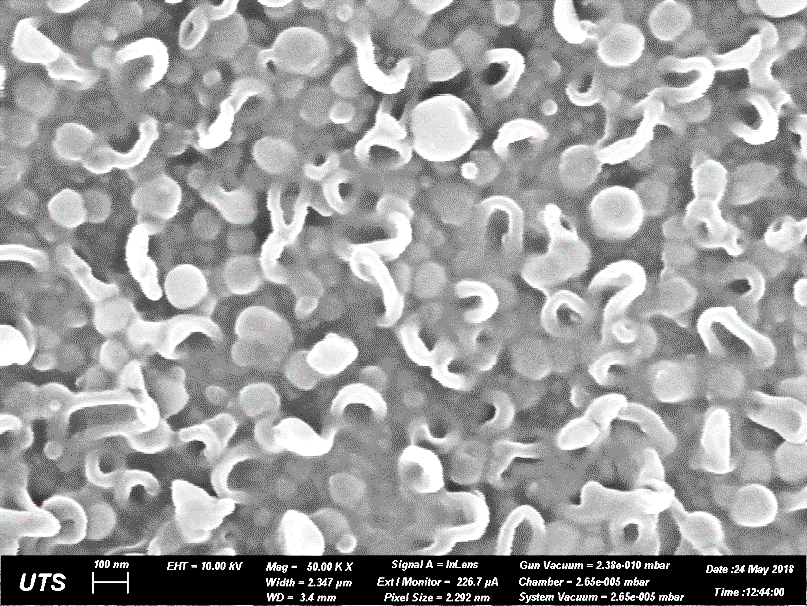 UTS
100 nm
EHT = 10.00 kV
Mag = 50.00 K X
Width = 2.347 µm
WD = 3.4 mm
Signal A = InLens
Ext I Monitor = 226.7 µA
Pixel Size = 2.292 nm
Gun Vacuum = 2.38e-010 mbar
Chamber = 2.65e-005 mbar
System Vacuum = 2.65e-005 mbar
Date :24 May 2018
Time :12:44:00